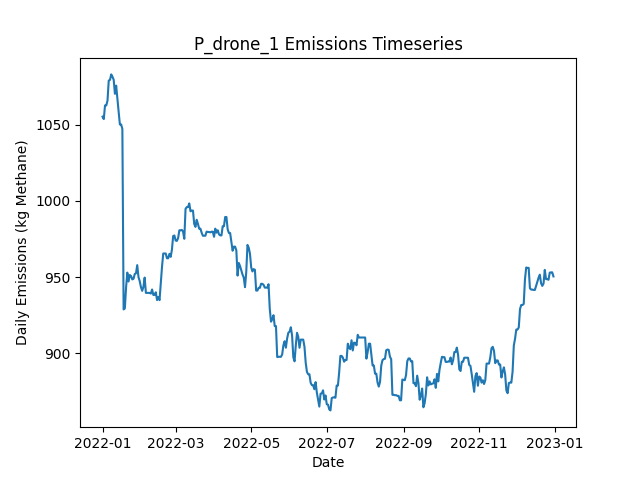 P_drone_1 Emissions Timeseries
Daily Emissions (kg Methane)
1050
1000
950
900
2022-01 2022-03 2022-05 2022-07 2022-09 2022-11 2023-01
Date